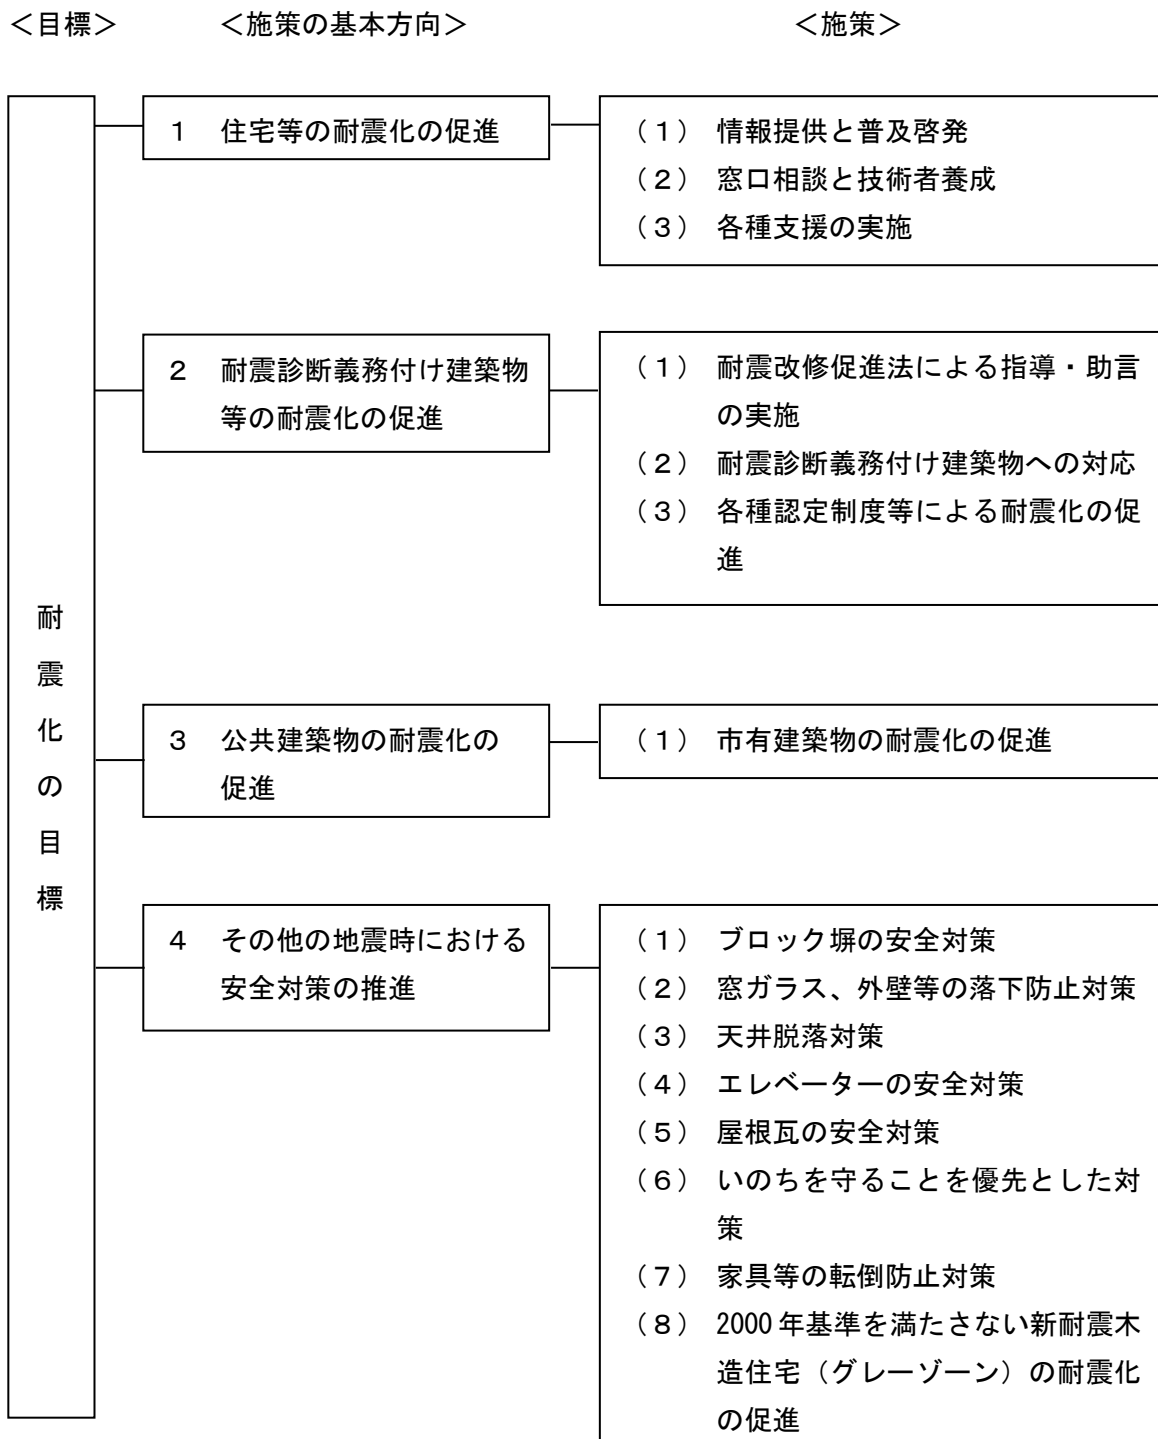 ＜目標＞　＜施策の基本方向＞　＜施策＞
耐震化の目標
１　住宅等の耐震化の促進
（１）　情報提供と普及啓発
（２）　窓口相談と技術者養成
（３）　各種支援の実施
２　耐震診断義務付け建築物
等の耐震化の促進
（１）　耐震改修促進法による指導・助言
の実施
（２）　耐震診断義務付け建築物への対応
（３）　各種認定制度等による耐震化の促
進
３　公共建築物の耐震化の
促進
（１）　市有建築物の耐震化の促進
４　その他の地震時における
安全対策の推進
（１）　ブロック塀の安全対策
（２）　窓ガラス、外壁等の落下防止対策
（３）　天井脱落対策
（４）　エレベーターの安全対策
（５）　屋根瓦の安全対策
（６）　いのちを守ることを優先とした対
策
（７）　家具等の転倒防止対策
（８）　2000年基準を満たさない新耐震木
造住宅（グレーゾーン）の耐震化
の促進